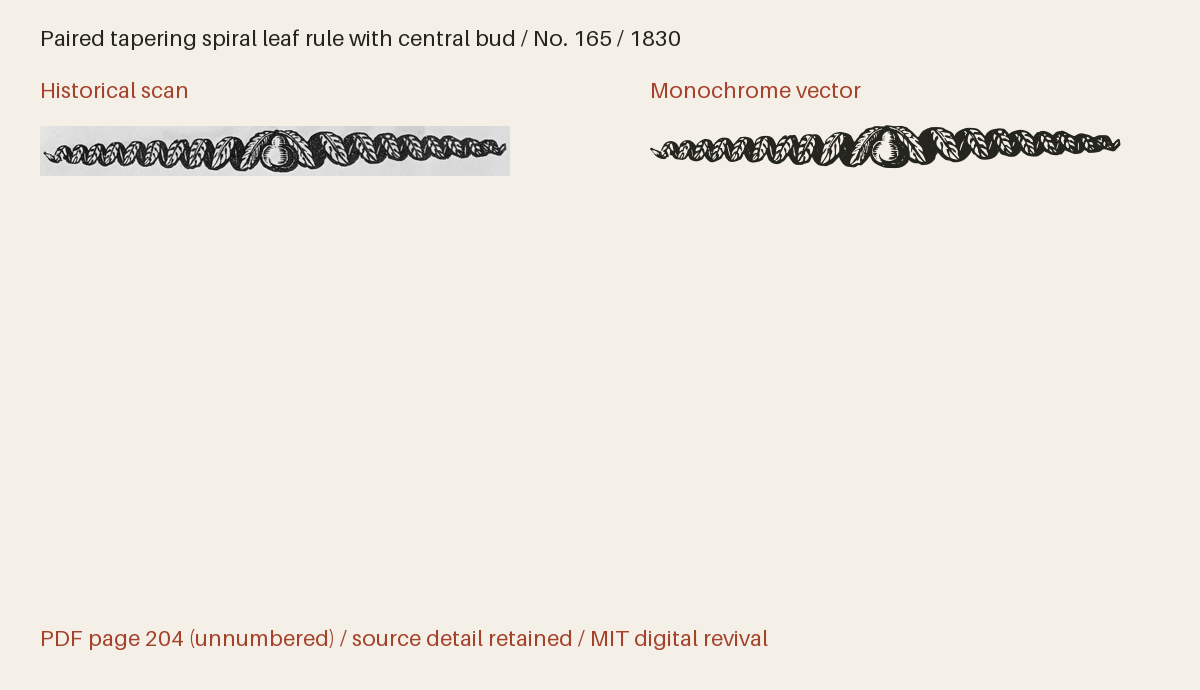 Paired tapering spiral leaf rule with central bud / No. 165 / 1830
Historical scan
Monochrome vector
PDF page 204 (unnumbered) / source detail retained / MIT digital revival